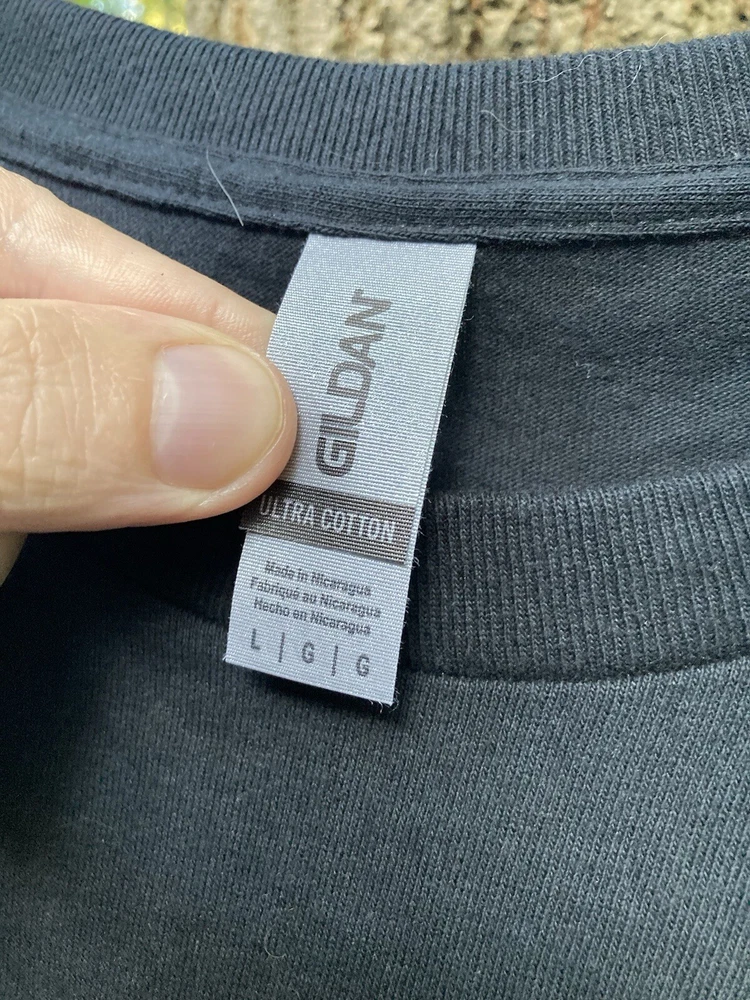 GILDAN
ULTRA COTTON
Made in Nicaragua
Fabriqué au Nicaragua
Hecho en Nicaragua
L | G | G